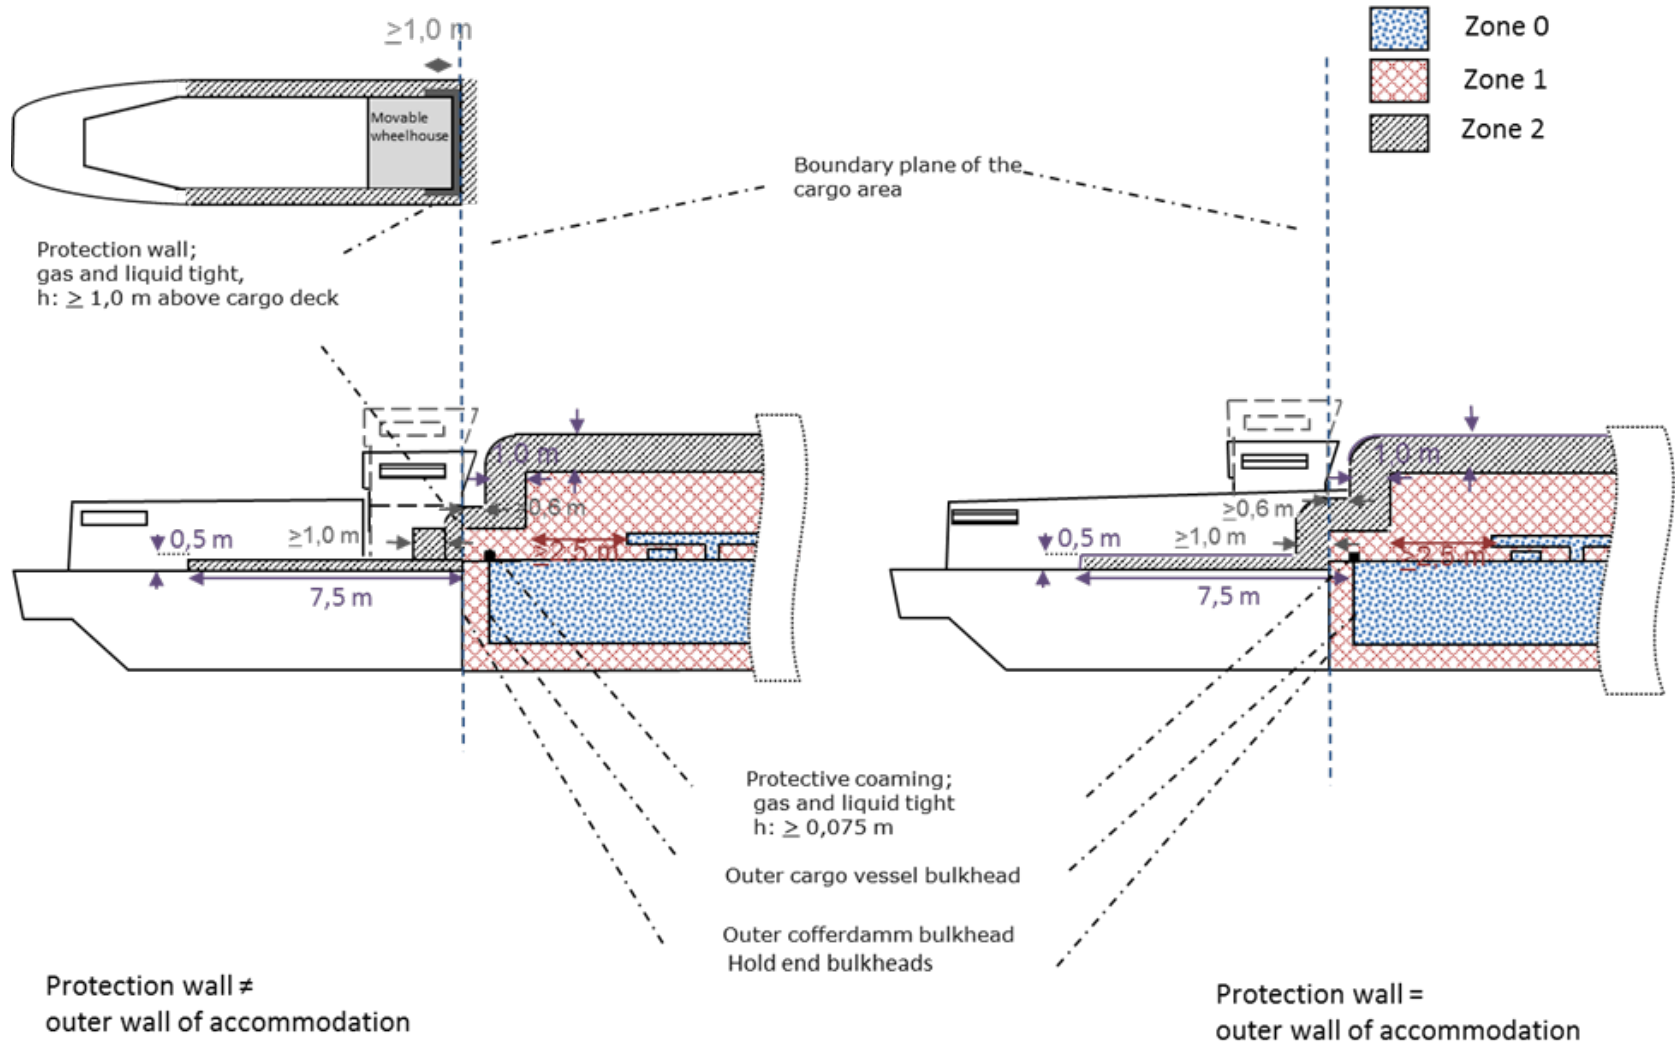 ≥1,0 m
Zone 0
Zone 1
Zone 2
Movable
wheelhouse
Boundary plane of the
cargo area
Protection wall;
gas and liquid tight,
h: ≥ 1,0 m above cargo deck
1,0 m
0,5 m
≥1,0 m
≥0,6 m
≥2,5 m
7,5 m
1,0 m
0,5 m
≥1,0 m
≥0,6 m
≥2,5 m
7,5 m
Protective coaming;
gas and liquid tight
h: ≥ 0,075 m
Outer cargo vessel bulkhead
Outer cofferdamm bulkhead
Hold end bulkheads
Protection wall ≠
outer wall of accommodation
Protection wall =
outer wall of accommodation